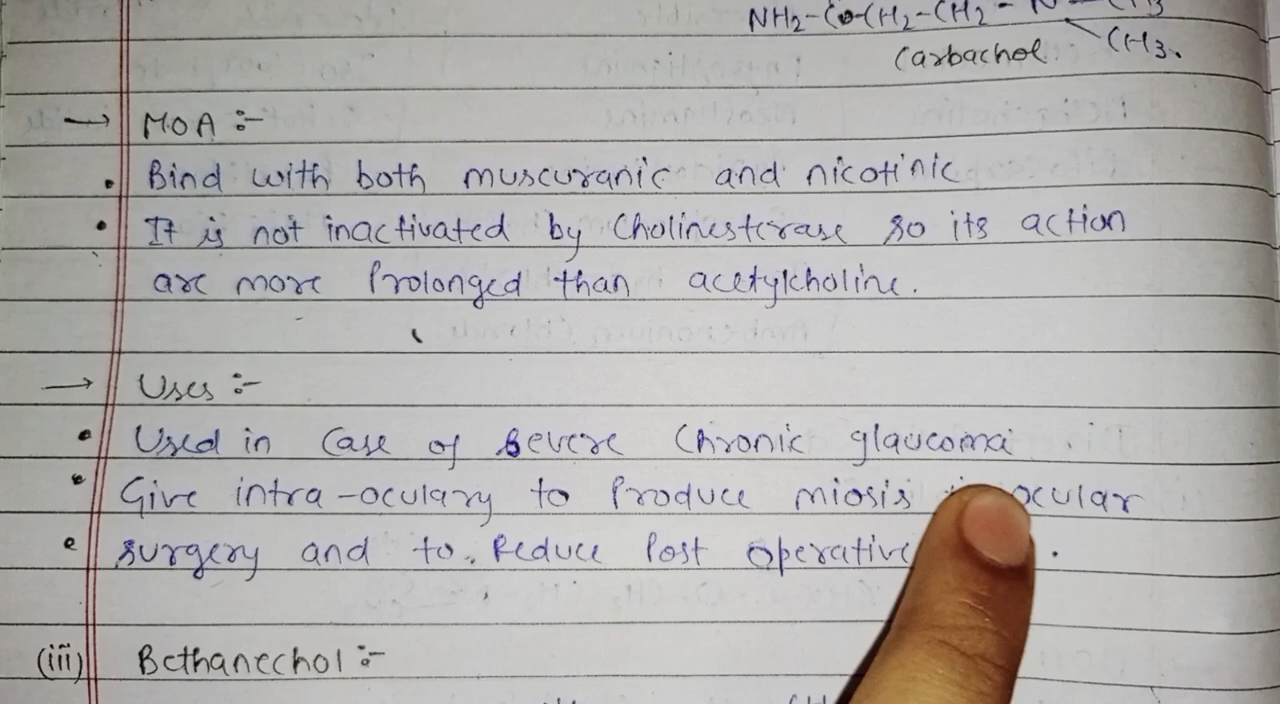 NH2-CO-CH2-CH2-N-CH3
CH3.
Carbachol
→ MOA :-
• Bind with both muscuranic and nicotinic
• It is not inactivated by Cholinesterase so its action
are more Prolonged than acetylcholine.
→ Uses :-
• Used in Case of Severe Chronic glaucoma
• Give intra-oculary to Produce miosis ocular
• surgery and to. Reduce Post operative .
(iii) Bethanechol :-